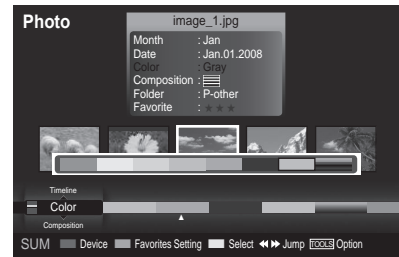 Photo
image_1.jpg
Month : Jan
Date : Jan.01.2008
Color : Gray
Composition :
Folder : P-other
Favorite : ★ ★ ★
Timeline
Color
Composition
SUM Device Favorites Setting Select ◄◄ ►► Jump TOOLS Option